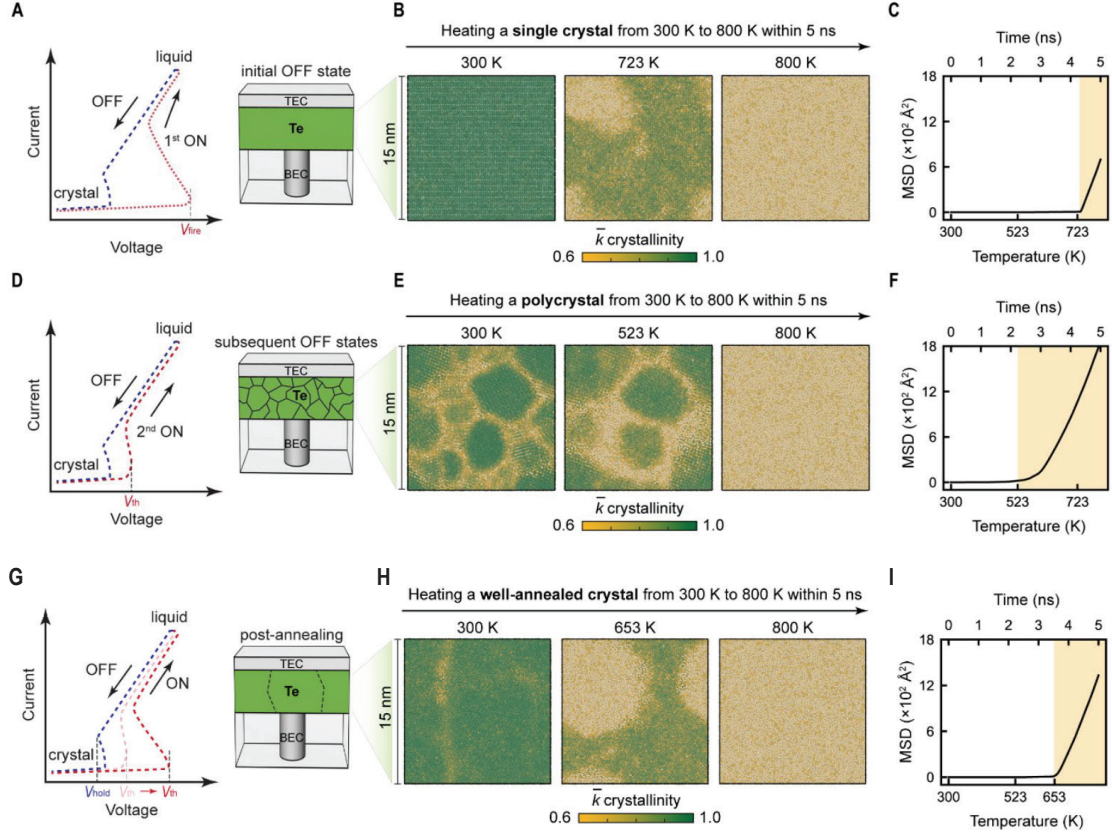 A
Current
Voltage
liquid
OFF
1st ON
crystal
Vfire
initial OFF state
TEC
Te
BEC
B
Heating a single crystal from 300 K to 800 K within 5 ns
300 K
723 K
800 K
15 nm
k̅ crystallinity
0.6
1.0
C
Time (ns)
0 1 2 3 4 5
MSD (×10² Å²)
18
12
6
0
300 523 723
Temperature (K)
D
Current
Voltage
liquid
OFF
2nd ON
crystal
Vth
subsequent OFF states
TEC
Te
BEC
E
Heating a polycrystal from 300 K to 800 K within 5 ns
300 K
523 K
800 K
15 nm
k̅ crystallinity
0.6
1.0
F
Time (ns)
0 1 2 3 4 5
MSD (×10² Å²)
18
12
6
0
300 523 723
Temperature (K)
G
Current
Voltage
liquid
OFF
ON
crystal
Vhold
Vth → Vth
post-annealing
TEC
Te
BEC
H
Heating a well-annealed crystal from 300 K to 800 K within 5 ns
300 K
653 K
800 K
15 nm
k̅ crystallinity
0.6
1.0
I
Time (ns)
0 1 2 3 4 5
MSD (×10² Å²)
18
12
6
0
300 523 653
Temperature (K)